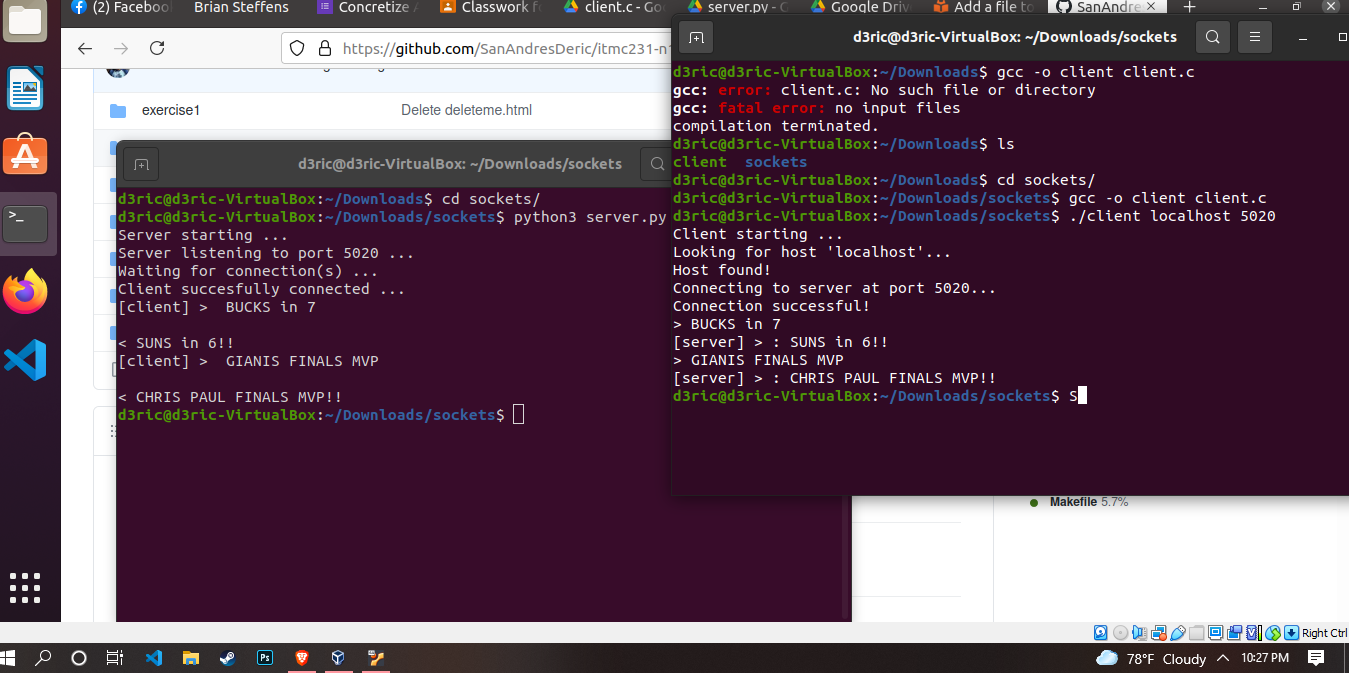 (2) Facebook
Brian Steffens
Concretize
Classwork f
client.c - Goo
server.py - G
Google Driv
Add a file to
SanAndre
https://github.com/SanAndresDeric/itmc231-n
exercise1
Delete deleteme.html
d3ric@d3ric-VirtualBox: ~/Downloads/sockets
d3ric@d3ric-VirtualBox:~/Downloads$ cd sockets/
d3ric@d3ric-VirtualBox:~/Downloads/sockets$ python3 server.py
Server starting ...
Server listening to port 5020 ...
Waiting for connection(s) ...
Client succesfully connected ...
[client] >  BUCKS in 7
< SUNS in 6!!
[client] >  GIANIS FINALS MVP
< CHRIS PAUL FINALS MVP!!
d3ric@d3ric-VirtualBox:~/Downloads/sockets$
d3ric@d3ric-VirtualBox: ~/Downloads/sockets
d3ric@d3ric-VirtualBox:~/Downloads$ gcc -o client client.c
gcc: error: client.c: No such file or directory
gcc: fatal error: no input files
compilation terminated.
d3ric@d3ric-VirtualBox:~/Downloads$ ls
client  sockets
d3ric@d3ric-VirtualBox:~/Downloads$ cd sockets/
d3ric@d3ric-VirtualBox:~/Downloads/sockets$ gcc -o client client.c
d3ric@d3ric-VirtualBox:~/Downloads/sockets$ ./client localhost 5020
Client starting ...
Looking for host 'localhost'...
Host found!
Connecting to server at port 5020...
Connection successful!
> BUCKS in 7
[server] > : SUNS in 6!!
> GIANIS FINALS MVP
[server] > : CHRIS PAUL FINALS MVP!!
d3ric@d3ric-VirtualBox:~/Downloads/sockets$ S
Makefile 5.7%
Right Ctrl
Ps
78°F Cloudy
10:27 PM